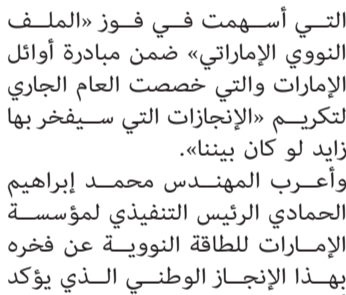 التي أسهمت في فوز «الملف
النووي الإماراتي» ضمن مبادرة أوائل
الإمارات والتي خصصت العام الجاري
لتكريم «الإنجازات التي سيفخر بها
زايد لو كان بيننا».
وأعرب المهندس محمد إبراهيم
الحمادي الرئيس التنفيذي لمؤسسة
الإمارات للطاقة النووية عن فخره
بهذا الإنجاز الوطني الذي يؤكد